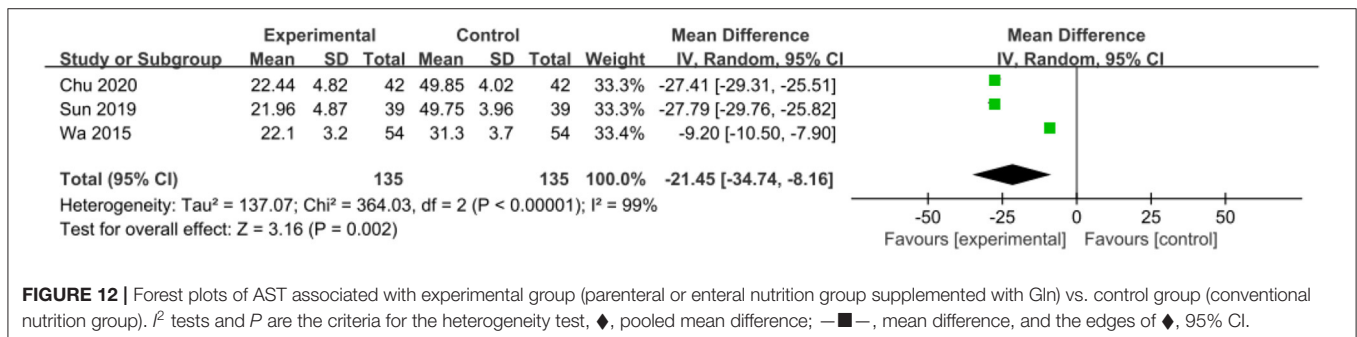 Experimental Control Mean Difference Mean Difference
Study or Subgroup Mean SD Total Mean SD Total Weight IV, Random, 95% CI IV, Random, 95% CI
Chu 2020 22.44 4.82 42 49.85 4.02 42 33.3% -27.41 [-29.31, -25.51]
Sun 2019 21.96 4.87 39 49.75 3.96 39 33.3% -27.79 [-29.76, -25.82]
Wa 2015 22.1 3.2 54 31.3 3.7 54 33.4% -9.20 [-10.50, -7.90]
Total (95% CI) 135 135 100.0% -21.45 [-34.74, -8.16]
Heterogeneity: Tau² = 137.07; Chi² = 364.03, df = 2 (P < 0.00001); I² = 99%
Test for overall effect: Z = 3.16 (P = 0.002)
-50 -25 0 25 50
Favours [experimental] Favours [control]
FIGURE 12 | Forest plots of AST associated with experimental group (parenteral or enteral nutrition group supplemented with Gln) vs. control group (conventional
nutrition group). I² tests and P are the criteria for the heterogeneity test, ♦, pooled mean difference; —■—, mean difference, and the edges of ♦, 95% CI.